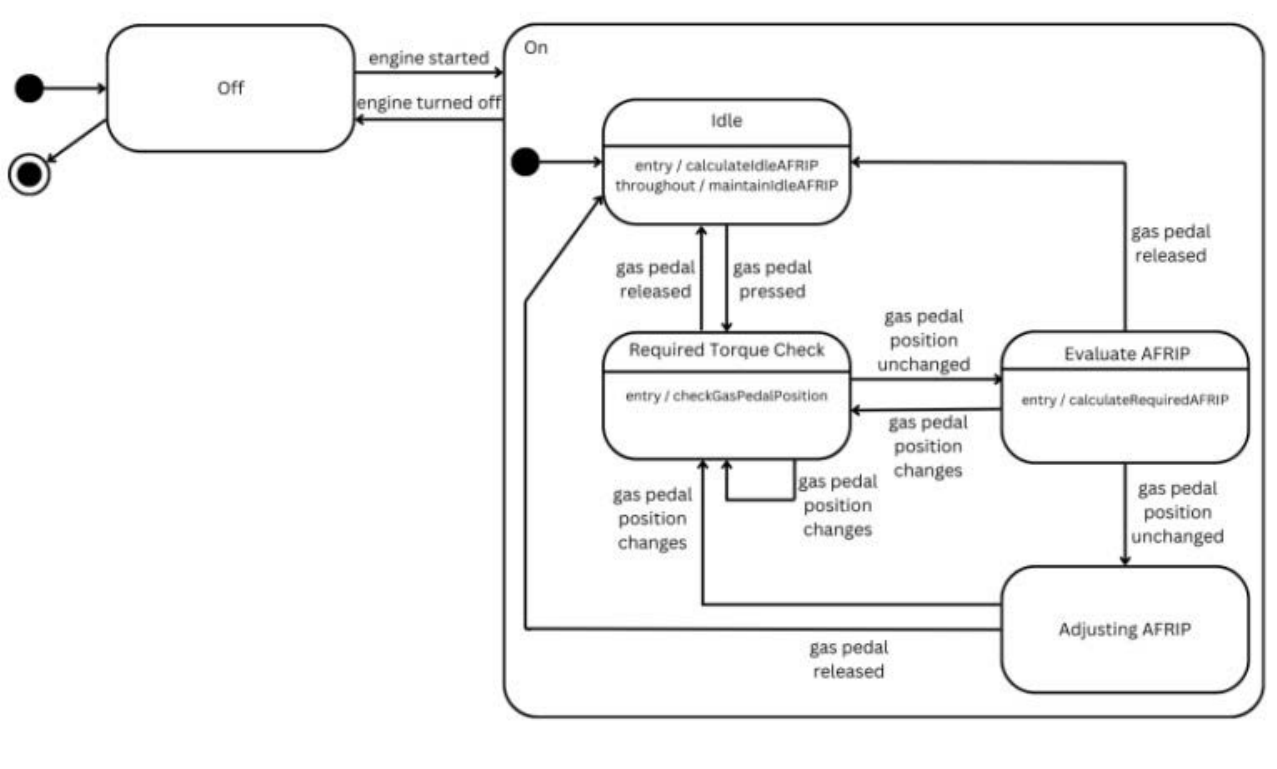 On
engine started
Off
engine turned off
Idle
entry / calculateIdleAFRIP
throughout / maintainIdleAFRIP
gas pedal
released
gas pedal
pressed
gas pedal
released
gas pedal
position
unchanged
Required Torque Check
entry / checkGasPedalPosition
Evaluate AFRIP
entry / calculateRequiredAFRIP
gas pedal
position
changes
gas pedal
position
changes
gas pedal
position
changes
gas pedal
position
unchanged
Adjusting AFRIP
gas pedal
released